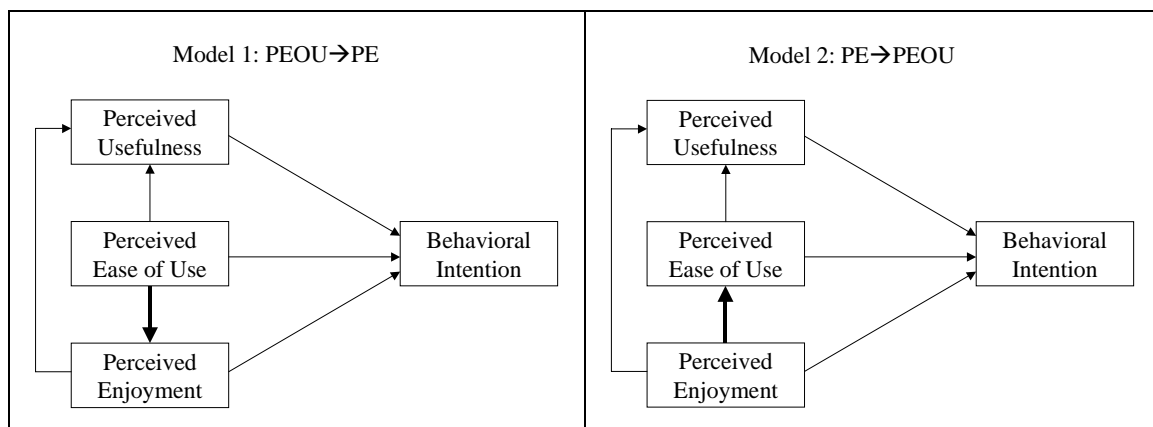 Model 1: PEOU→PE
Perceived
Usefulness
Perceived
Ease of Use
Perceived
Enjoyment
Behavioral
Intention
Model 2: PE→PEOU
Perceived
Usefulness
Perceived
Ease of Use
Perceived
Enjoyment
Behavioral
Intention